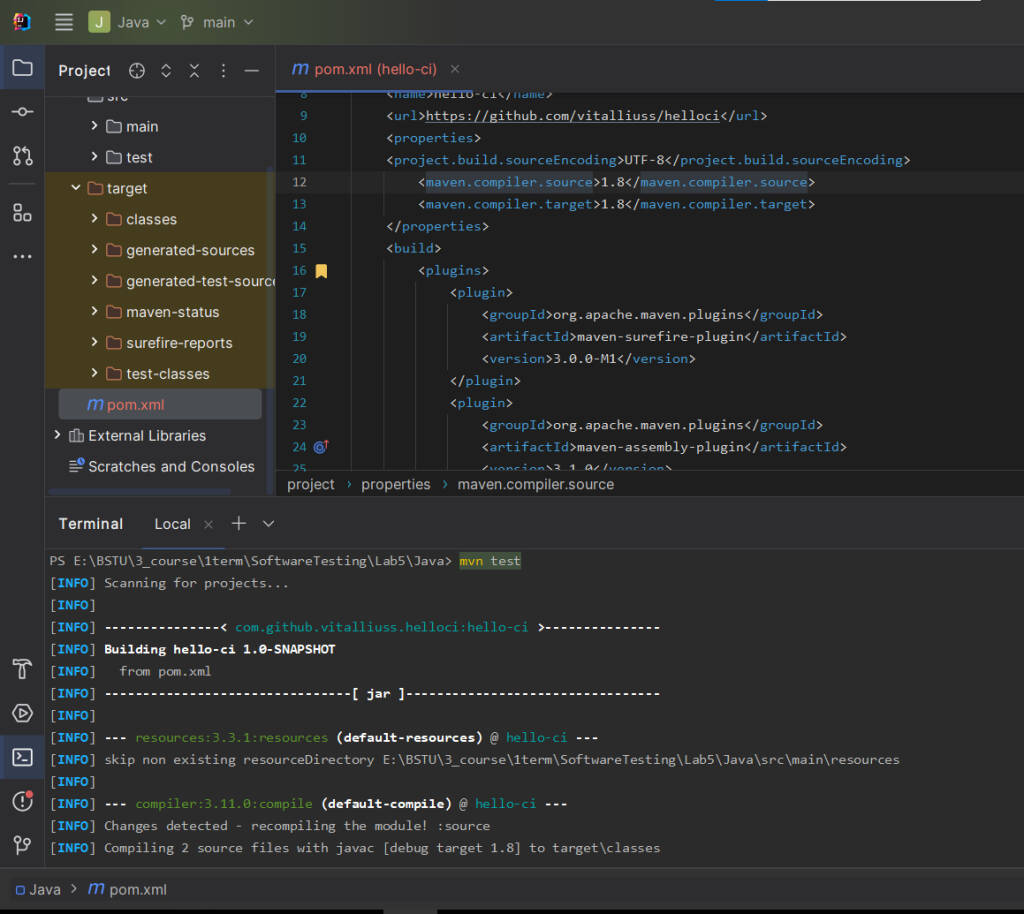 J Java main
Project
src
main
test
target
classes
generated-sources
generated-test-source
maven-status
surefire-reports
test-classes
m pom.xml
External Libraries
Scratches and Consoles
m pom.xml (hello-ci)
8 <name>hello-ci</name>
9 <url>https://github.com/vitalliuss/helloci</url>
10 <properties>
11 <project.build.sourceEncoding>UTF-8</project.build.sourceEncoding>
12 <maven.compiler.source>1.8</maven.compiler.source>
13 <maven.compiler.target>1.8</maven.compiler.target>
14 </properties>
15 <build>
16 <plugins>
17 <plugin>
18 <groupId>org.apache.maven.plugins</groupId>
19 <artifactId>maven-surefire-plugin</artifactId>
20 <version>3.0.0-M1</version>
21 </plugin>
22 <plugin>
23 <groupId>org.apache.maven.plugins</groupId>
24 <artifactId>maven-assembly-plugin</artifactId>
25 <version>3.1.0</version>
project › properties › maven.compiler.source
Terminal Local
PS E:\BSTU\3_course\1term\SoftwareTesting\Lab5\Java> mvn test
[INFO] Scanning for projects...
[INFO]
[INFO] ---------------< com.github.vitalliuss.helloci:hello-ci >---------------
[INFO] Building hello-ci 1.0-SNAPSHOT
[INFO]   from pom.xml
[INFO] --------------------------------[ jar ]---------------------------------
[INFO]
[INFO] --- resources:3.3.1:resources (default-resources) @ hello-ci ---
[INFO] skip non existing resourceDirectory E:\BSTU\3_course\1term\SoftwareTesting\Lab5\Java\src\main\resources
[INFO]
[INFO] --- compiler:3.11.0:compile (default-compile) @ hello-ci ---
[INFO] Changes detected - recompiling the module! :source
[INFO] Compiling 2 source files with javac [debug target 1.8] to target\classes
Java > m pom.xml